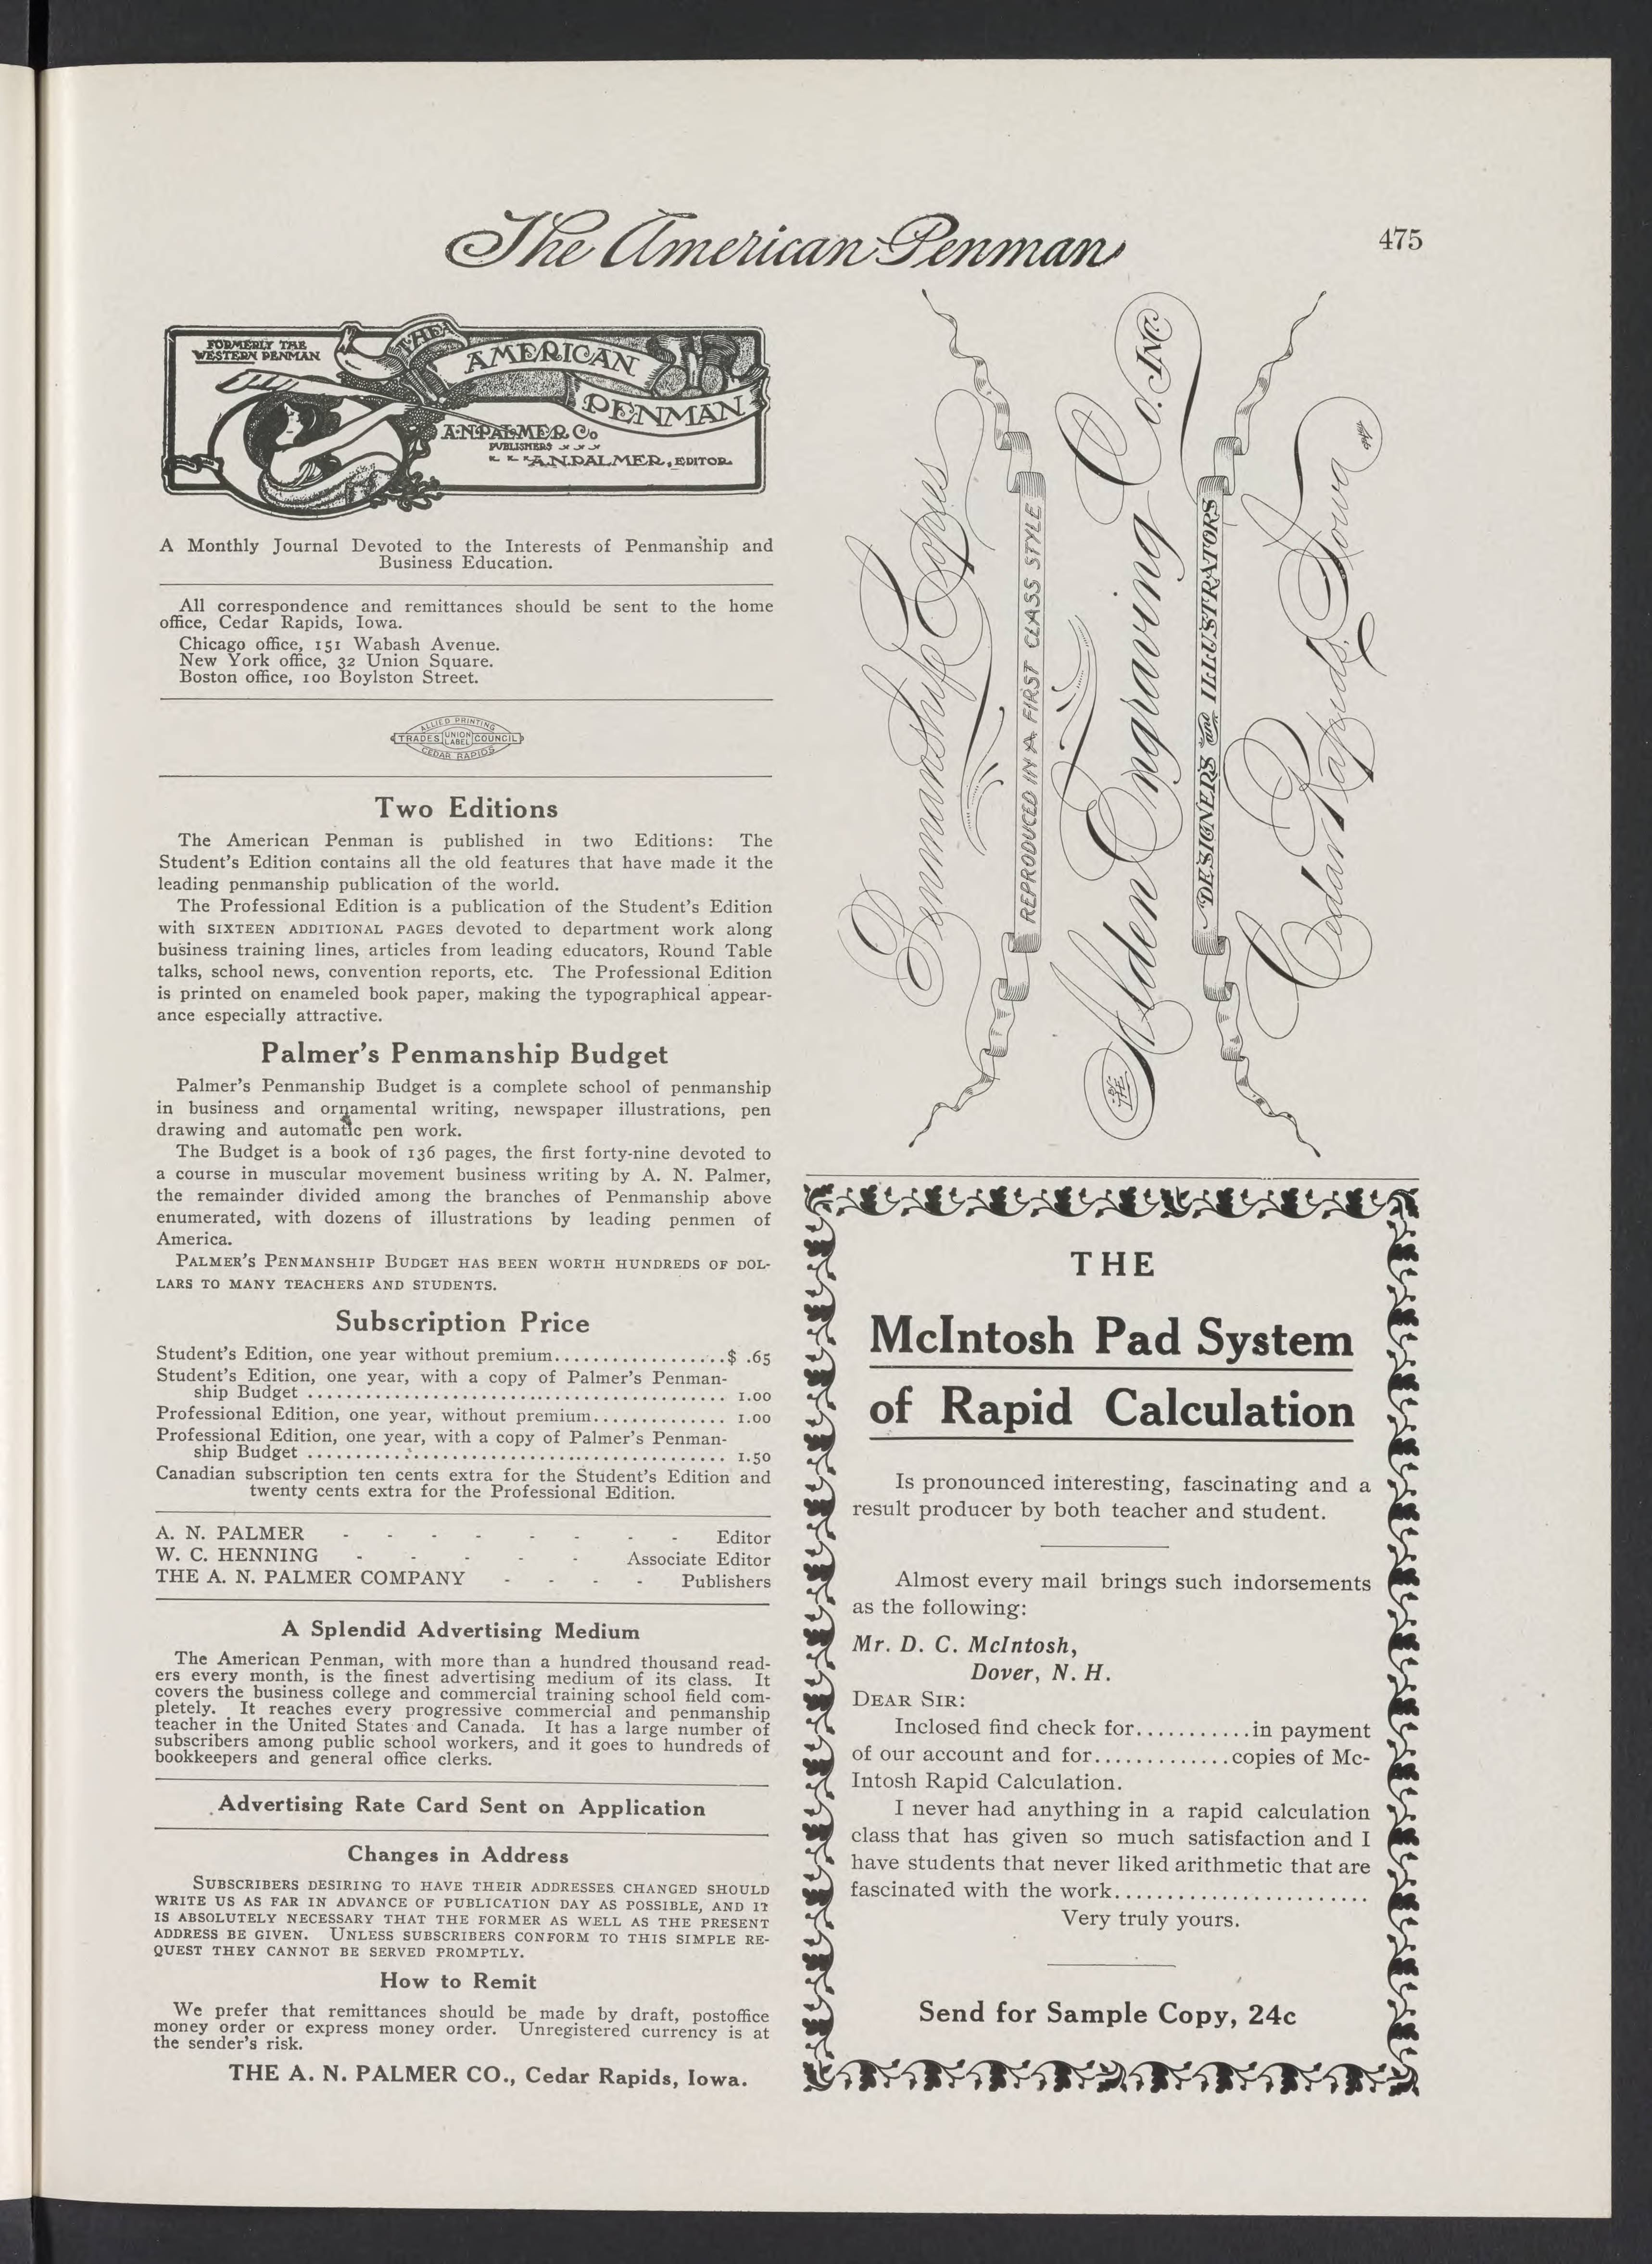 The American Penman
475
FORMERLY THE
WESTERN PENMAN
THE
AMERICAN
PENMAN
A.N.PALMER Co
PUBLISHERS
A.N.PALMER, EDITOR.
A Monthly Journal Devoted to the Interests of Penmanship and
Business Education.
All correspondence and remittances should be sent to the home
office, Cedar Rapids, Iowa.
Chicago office, 151 Wabash Avenue.
New York office, 32 Union Square.
Boston office, 100 Boylston Street.
ALLIED PRINTING
TRADES UNION LABEL COUNCIL
CEDAR RAPIDS
Two Editions
The American Penman is published in two Editions: The
Student's Edition contains all the old features that have made it the
leading penmanship publication of the world.
The Professional Edition is a publication of the Student's Edition
with SIXTEEN ADDITIONAL PAGES devoted to department work along
business training lines, articles from leading educators, Round Table
talks, school news, convention reports, etc. The Professional Edition
is printed on enameled book paper, making the typographical appear-
ance especially attractive.
Palmer's Penmanship Budget
Palmer's Penmanship Budget is a complete school of penmanship
in business and ornamental writing, newspaper illustrations, pen
drawing and automatic pen work.
The Budget is a book of 136 pages, the first forty-nine devoted to
a course in muscular movement business writing by A. N. Palmer,
the remainder divided among the branches of Penmanship above
enumerated, with dozens of illustrations by leading penmen of
America.
PALMER'S PENMANSHIP BUDGET HAS BEEN WORTH HUNDREDS OF DOL-
LARS TO MANY TEACHERS AND STUDENTS.
Subscription Price
Student's Edition, one year without premium..................$ .65
Student's Edition, one year, with a copy of Palmer's Penman-
ship Budget ........................................... 1.00
Professional Edition, one year, without premium.............. 1.00
Professional Edition, one year, with a copy of Palmer's Penman-
ship Budget ........................................... 1.50
Canadian subscription ten cents extra for the Student's Edition and
twenty cents extra for the Professional Edition.
A. N. PALMER - - - - - - - - Editor
W. C. HENNING - - - - - Associate Editor
THE A. N. PALMER COMPANY - - - - Publishers
A Splendid Advertising Medium
The American Penman, with more than a hundred thousand read-
ers every month, is the finest advertising medium of its class. It
covers the business college and commercial training school field com-
pletely. It reaches every progressive commercial and penmanship
teacher in the United States and Canada. It has a large number of
subscribers among public school workers, and it goes to hundreds of
bookkeepers and general office clerks.
Advertising Rate Card Sent on Application
Changes in Address
SUBSCRIBERS DESIRING TO HAVE THEIR ADDRESSES CHANGED SHOULD
WRITE US AS FAR IN ADVANCE OF PUBLICATION DAY AS POSSIBLE, AND IT
IS ABSOLUTELY NECESSARY THAT THE FORMER AS WELL AS THE PRESENT
ADDRESS BE GIVEN. UNLESS SUBSCRIBERS CONFORM TO THIS SIMPLE RE-
QUEST THEY CANNOT BE SERVED PROMPTLY.
How to Remit
We prefer that remittances should be made by draft, postoffice
money order or express money order. Unregistered currency is at
the sender's risk.
THE A. N. PALMER CO., Cedar Rapids, Iowa.
Penmanship Copies
REPRODUCED IN A FIRST CLASS STYLE
THE Alden Engraving Co. INC.
DESIGNERS and ILLUSTRATORS
Cedar Rapids, Iowa
THE
McIntosh Pad System
of Rapid Calculation
Is pronounced interesting, fascinating and a
result producer by both teacher and student.
Almost every mail brings such indorsements
as the following:
Mr. D. C. McIntosh,
Dover, N. H.
DEAR SIR:
Inclosed find check for...........in payment
of our account and for.............copies of Mc-
Intosh Rapid Calculation.
I never had anything in a rapid calculation
class that has given so much satisfaction and I
have students that never liked arithmetic that are
fascinated with the work........................
Very truly yours.
Send for Sample Copy, 24c